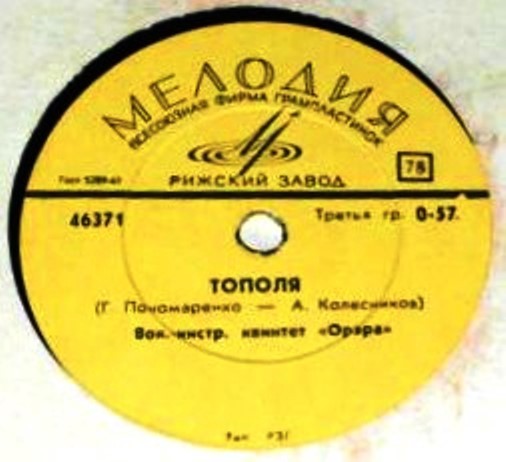 МЕЛОДИЯ
ВСЕСОЮЗНАЯ ФИРМА ГРАМПЛАСТИНОК
РИЖСКИЙ ЗАВОД
78
46371
Третья гр. 0-57.
ТОПОЛЯ
(Г. Пономаренко — А. Колесников)
Вок. инстр. квинтет «Орэра»